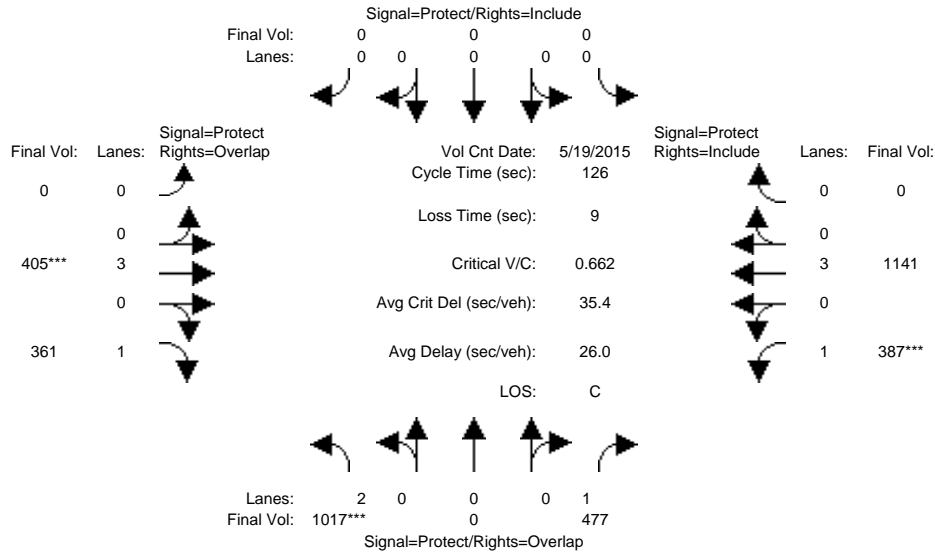 Signal=Protect/Rights=Include
Final Vol: 0 0 0
Lanes: 0 0 0 0 0
Signal=Protect Signal=Protect
Final Vol: Lanes: Rights=Overlap Vol Cnt Date: 5/19/2015 Rights=Include Lanes: Final Vol:
Cycle Time (sec): 126
0 0 0 0
Loss Time (sec): 9
0 0
405*** 3 Critical V/C: 0.662 3 1141
0 Avg Crit Del (sec/veh): 35.4 0
361 1 Avg Delay (sec/veh): 26.0 1 387***
LOS: C
Lanes: 2 0 0 0 1
Final Vol: 1017*** 0 477
Signal=Protect/Rights=Overlap